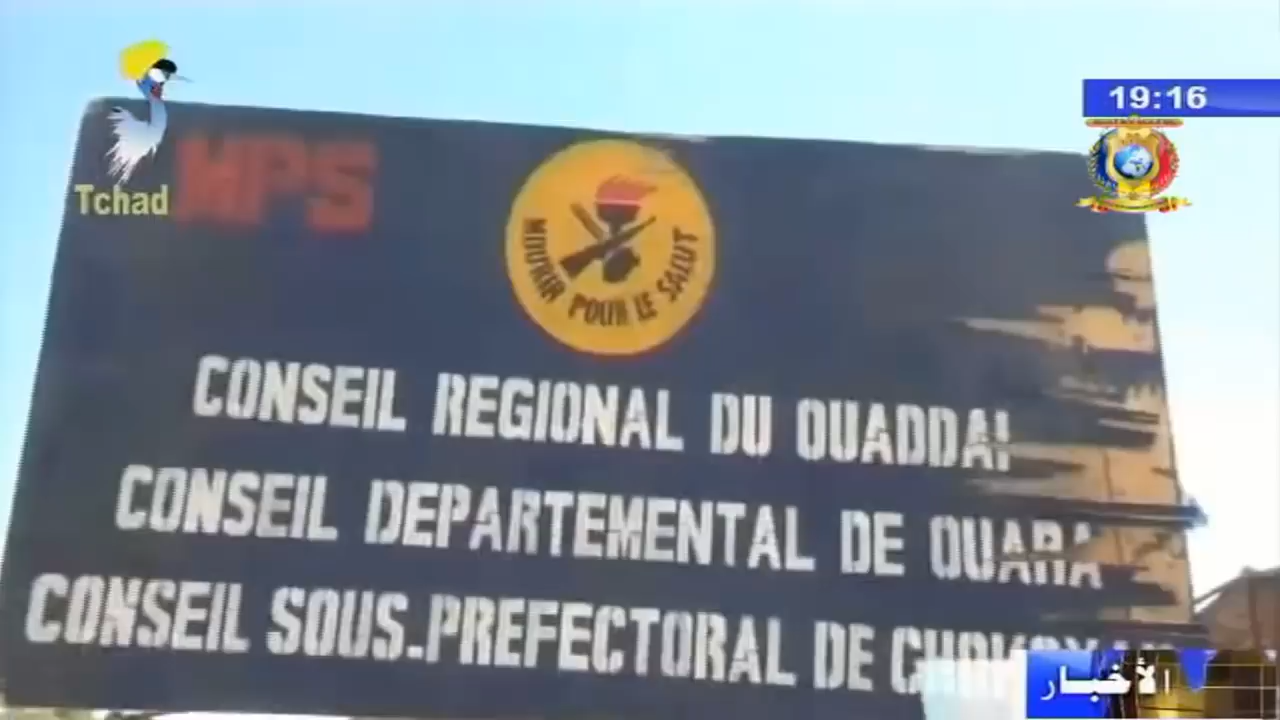 19:16
Tchad
MPS
MOURIR POUR LE SALUT
CONSEIL REGIONAL DU OUADDAI
CONSEIL DEPARTEMENTAL DE OUARA
CONSEIL SOUS.PREFECTORAL DE
الأخبار